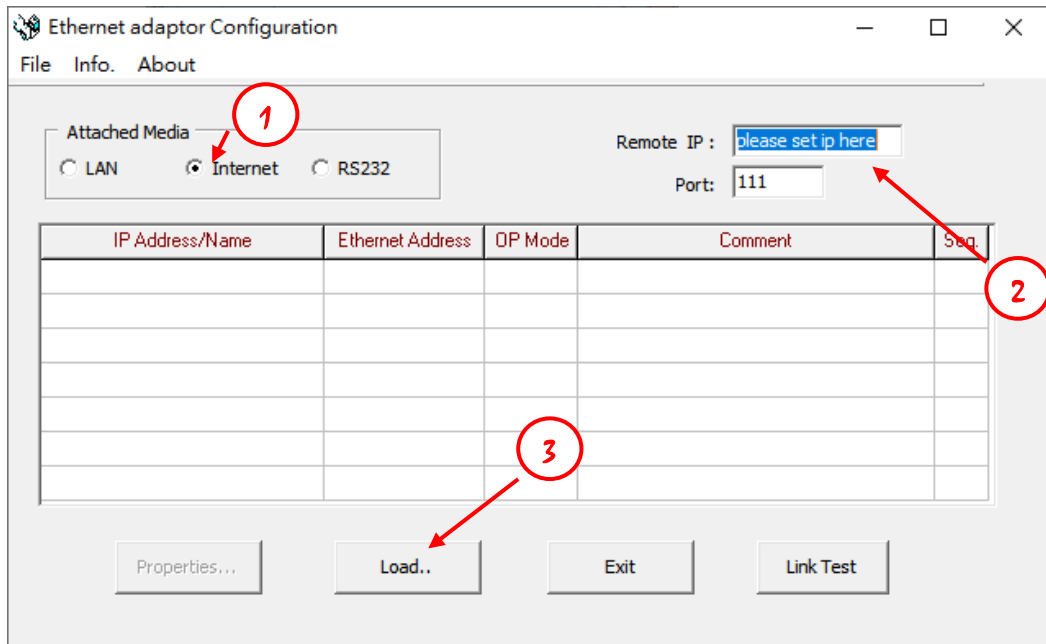 Ethernet adaptor Configuration
File Info. About
1
Attached Media
LAN Internet RS232
Remote IP : please set ip here
Port: 111
IP Address/Name Ethernet Address OP Mode Comment Seq.
2
3
Properties... Load.. Exit Link Test